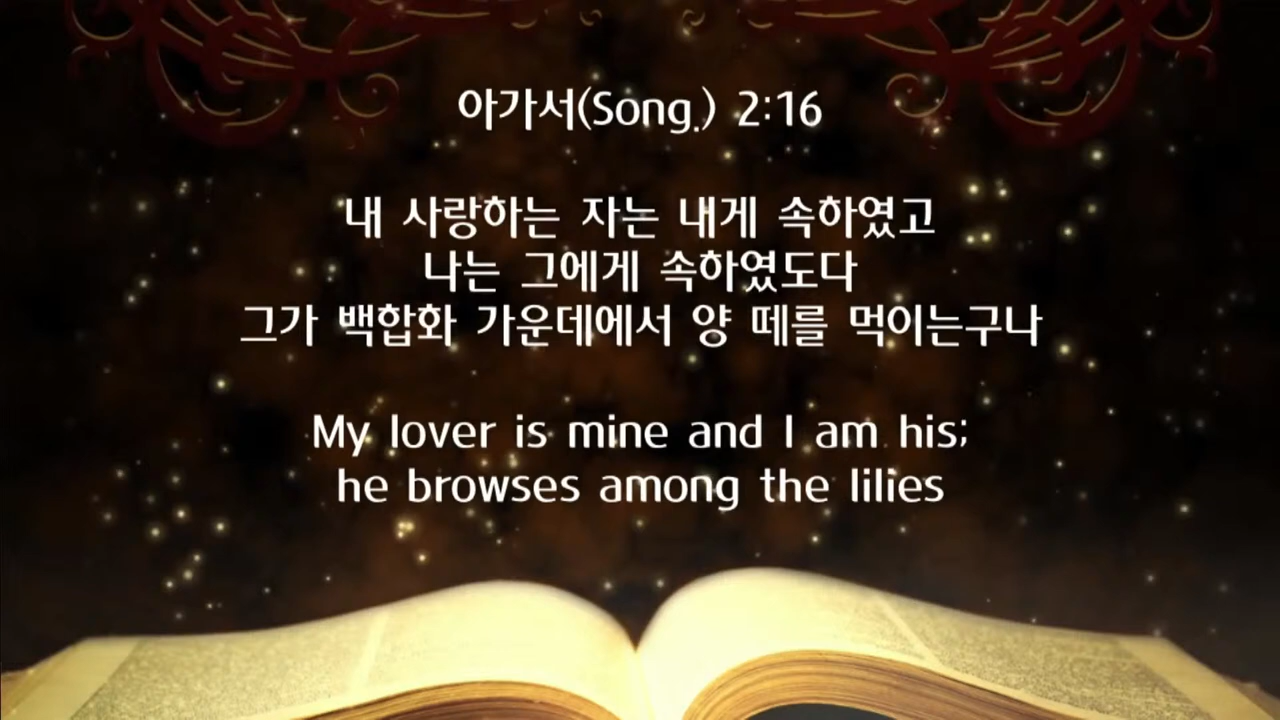 아가서(Song.) 2:16
내 사랑하는 자는 내게 속하였고
나는 그에게 속하였도다
그가 백합화 가운데에서 양 떼를 먹이는구나
My lover is mine and I am his;
he browses among the lilies